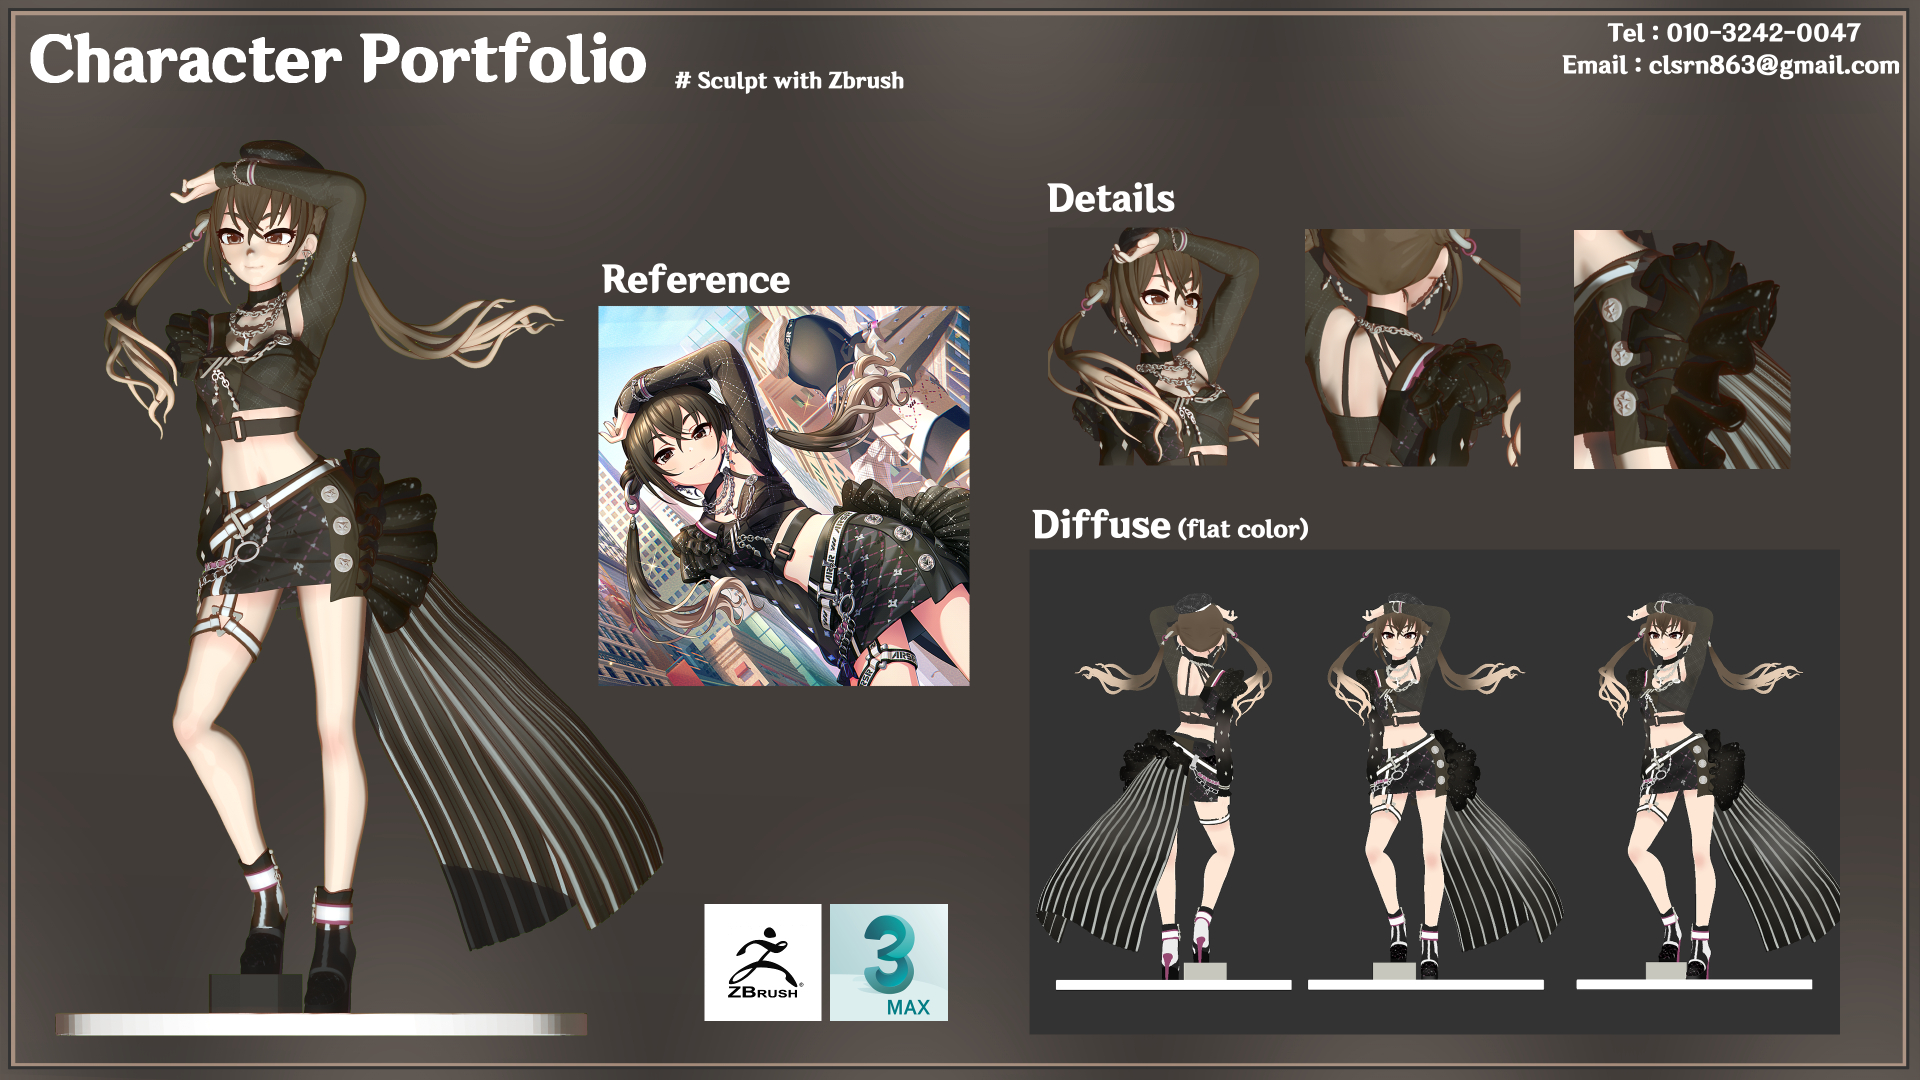 Character Portfolio
# Sculpt with Zbrush
Tel : 010-3242-0047
Email : clsrn863@gmail.com
Details
Reference
Diffuse (flat color)
ZBRUSH®
3
MAX